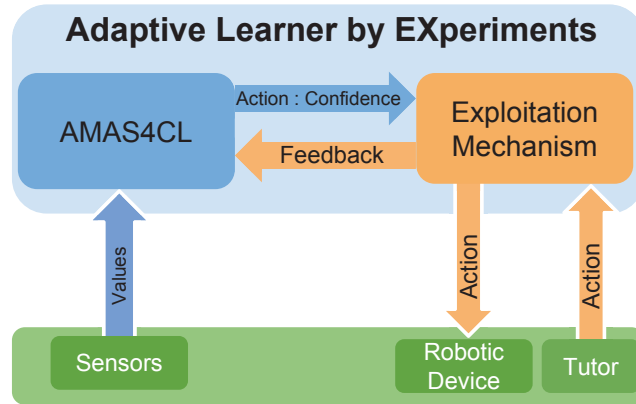 Adaptive Learner by EXperiments
AMAS4CL
Action : Confidence
Feedback
Exploitation
Mechanism
Values
Action
Action
Sensors
Robotic
Device
Tutor